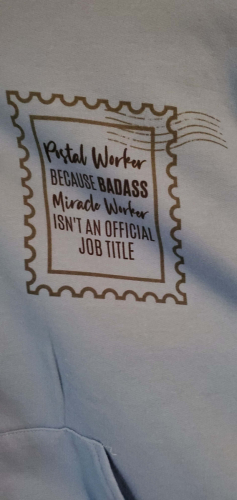 Postal Worker
BECAUSE BADASS
Miracle Worker
ISN'T AN OFFICIAL
JOB TITLE